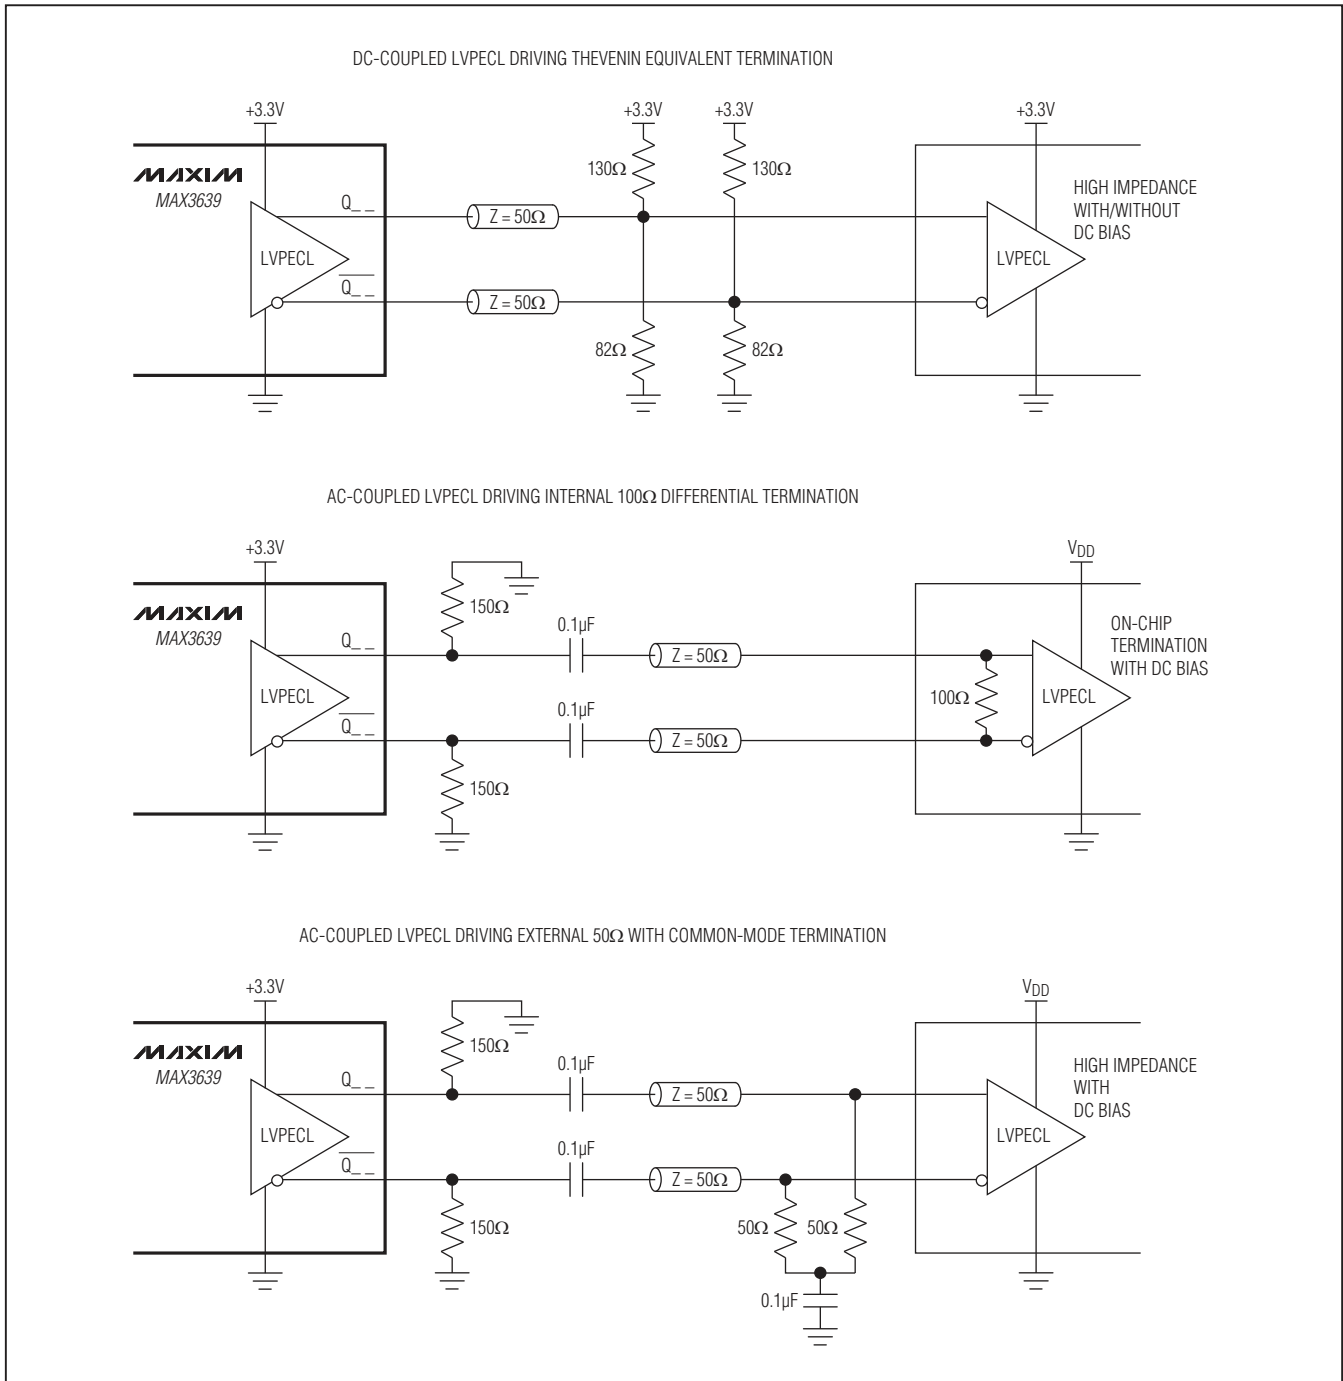 DC-COUPLED LVPECL DRIVING THEVENIN EQUIVALENT TERMINATION
+3.3V
+3.3V
+3.3V
+3.3V
MAXIM
MAX3639
130Ω
130Ω
HIGH IMPEDANCE
WITH/WITHOUT
DC BIAS
Q_ _
Z = 50Ω
LVPECL
LVPECL
Q_ _
Z = 50Ω
82Ω
82Ω
AC-COUPLED LVPECL DRIVING INTERNAL 100Ω DIFFERENTIAL TERMINATION
+3.3V
VDD
MAXIM
MAX3639
150Ω
0.1µF
ON-CHIP
TERMINATION
WITH DC BIAS
Q_ _
Z = 50Ω
LVPECL
100Ω
LVPECL
0.1µF
Q_ _
Z = 50Ω
150Ω
AC-COUPLED LVPECL DRIVING EXTERNAL 50Ω WITH COMMON-MODE TERMINATION
+3.3V
VDD
MAXIM
MAX3639
150Ω
0.1µF
HIGH IMPEDANCE
WITH
DC BIAS
Q_ _
Z = 50Ω
LVPECL
LVPECL
0.1µF
Q_ _
Z = 50Ω
150Ω
50Ω
50Ω
0.1µF